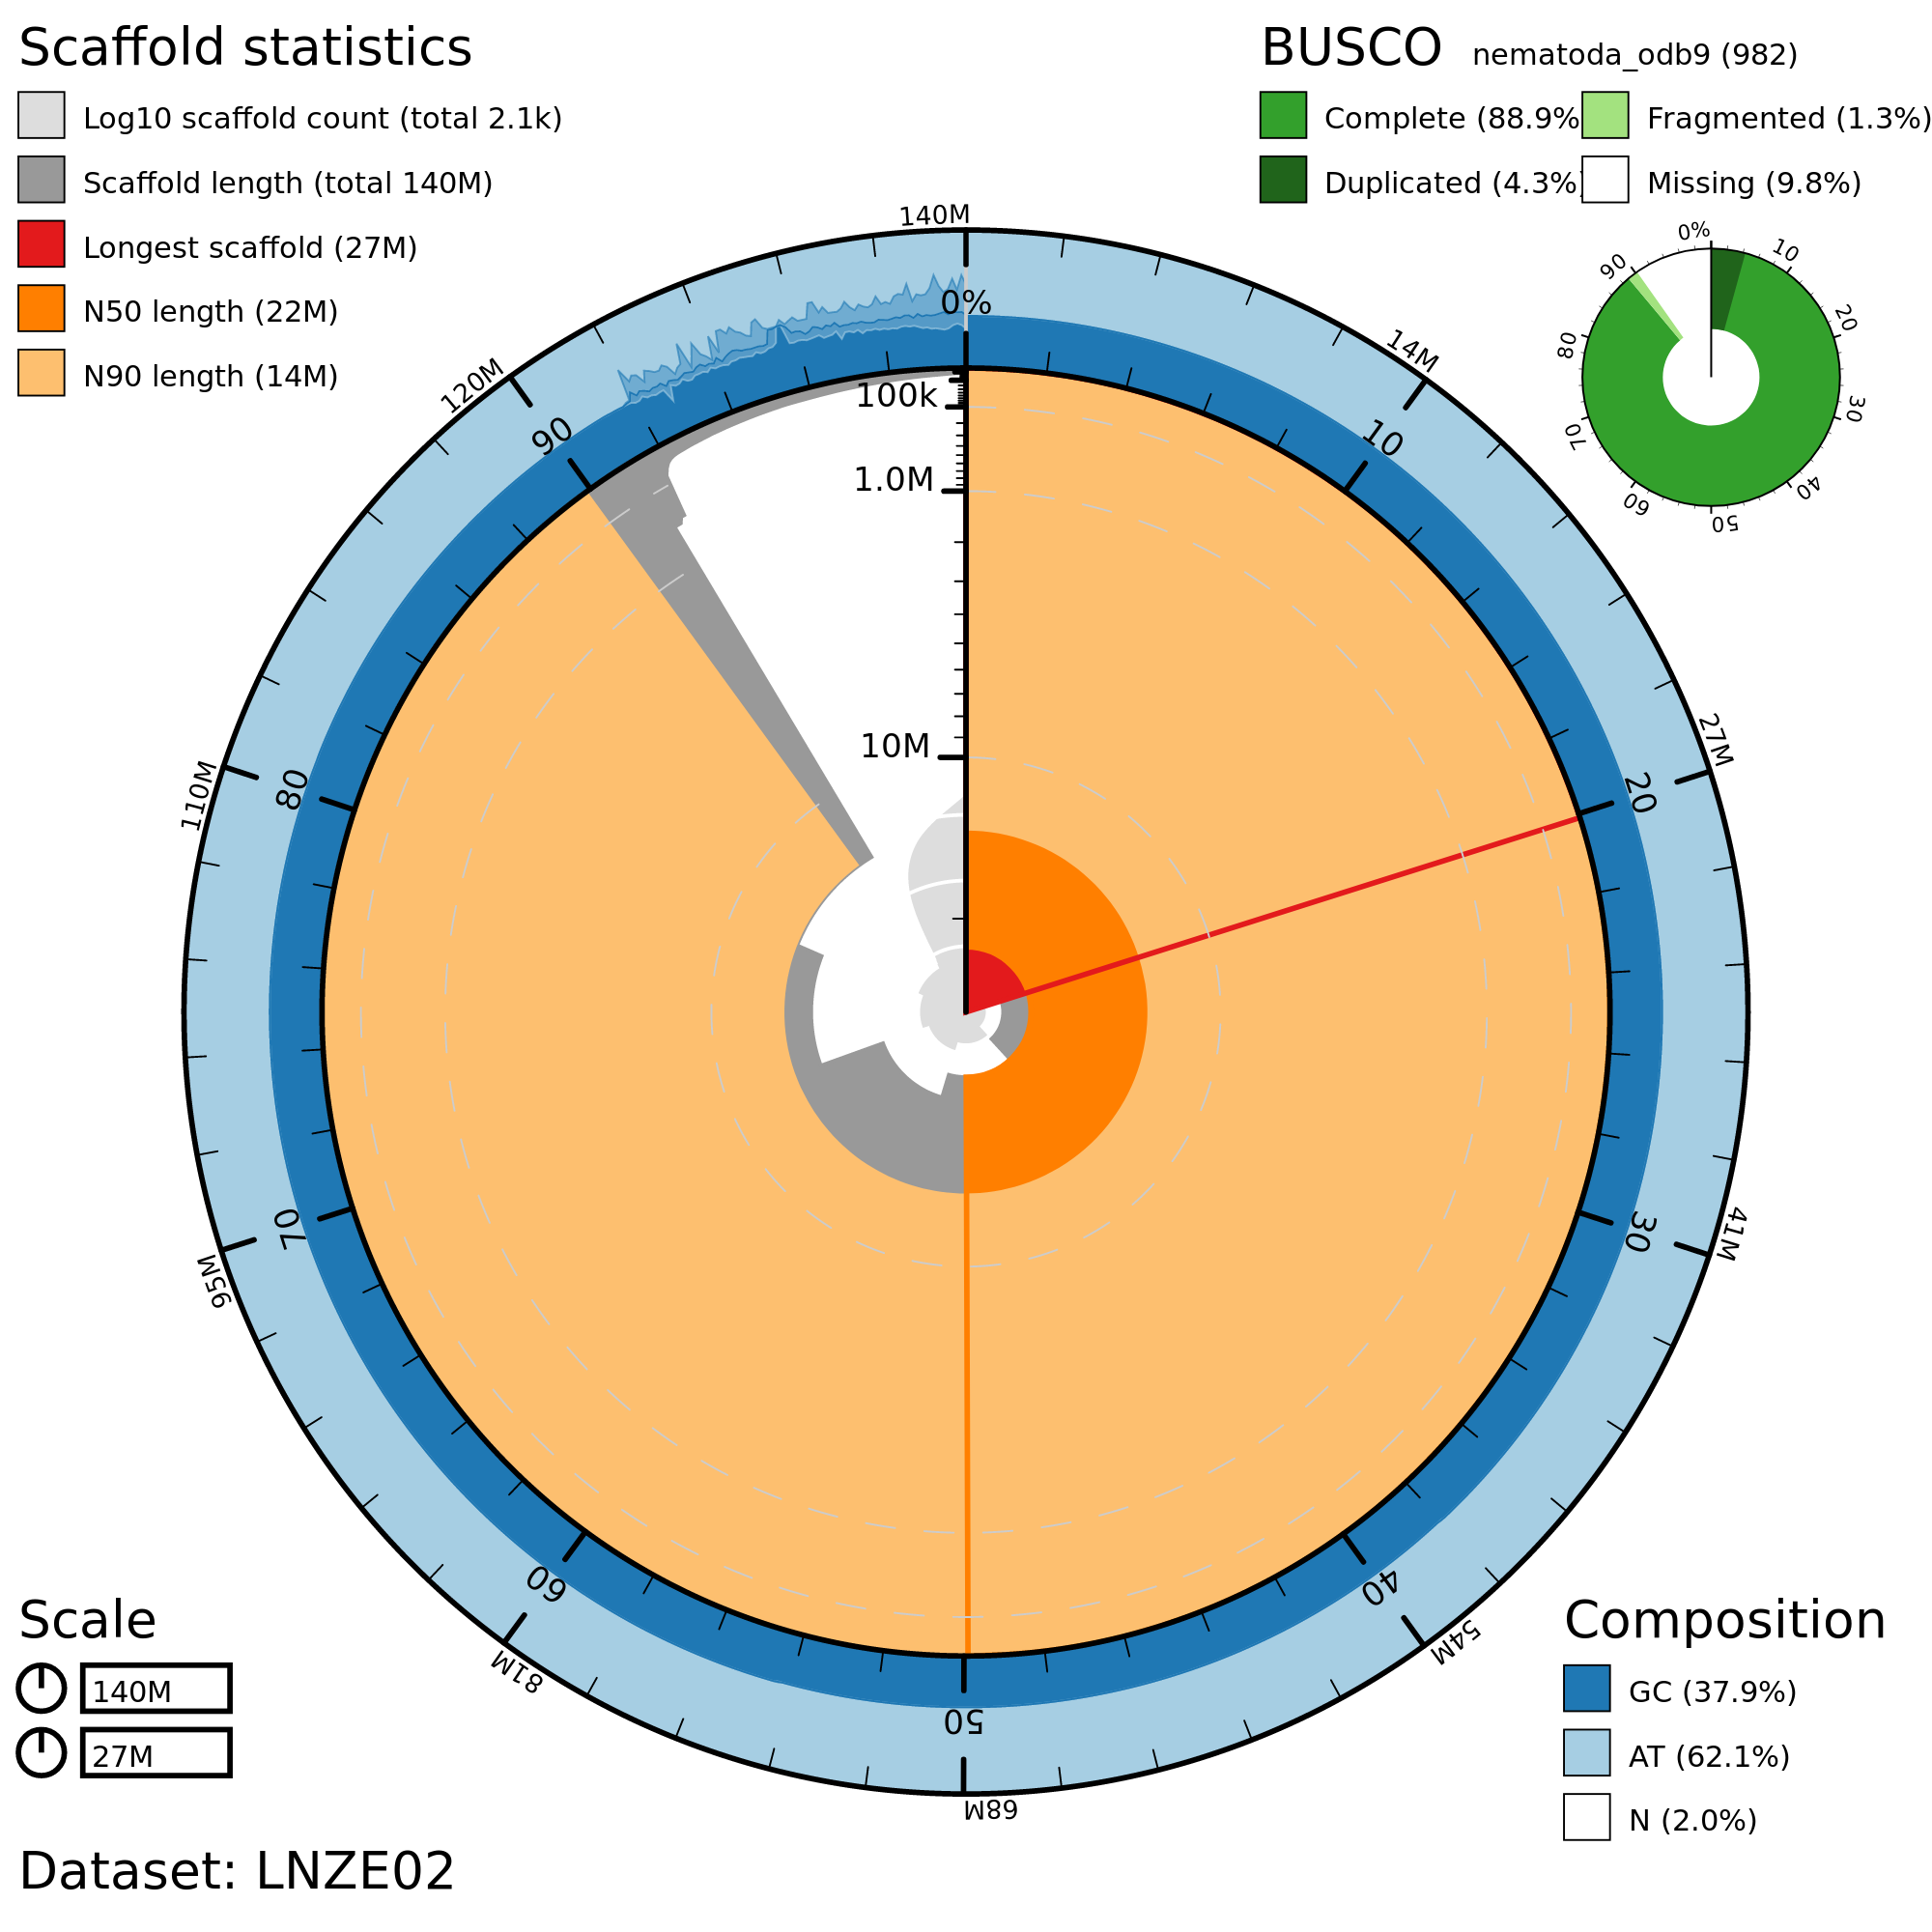 Scaffold statistics
Log10 scaffold count (total 2.1k)
Scaffold length (total 140M)
Longest scaffold (27M)
N50 length (22M)
N90 length (14M)
BUSCO nematoda_odb9 (982)
Complete (88.9%
Fragmented (1.3%)
Duplicated (4.3%)
Missing (9.8%)
0%
10
20
30
40
50
60
70
80
90
140M
14M
27M
41M
54M
68M
81M
95M
110M
120M
0%
10
20
30
40
50
60
70
80
90
100k
1.0M
10M
Scale
140M
27M
Composition
GC (37.9%)
AT (62.1%)
N (2.0%)
Dataset: LNZE02